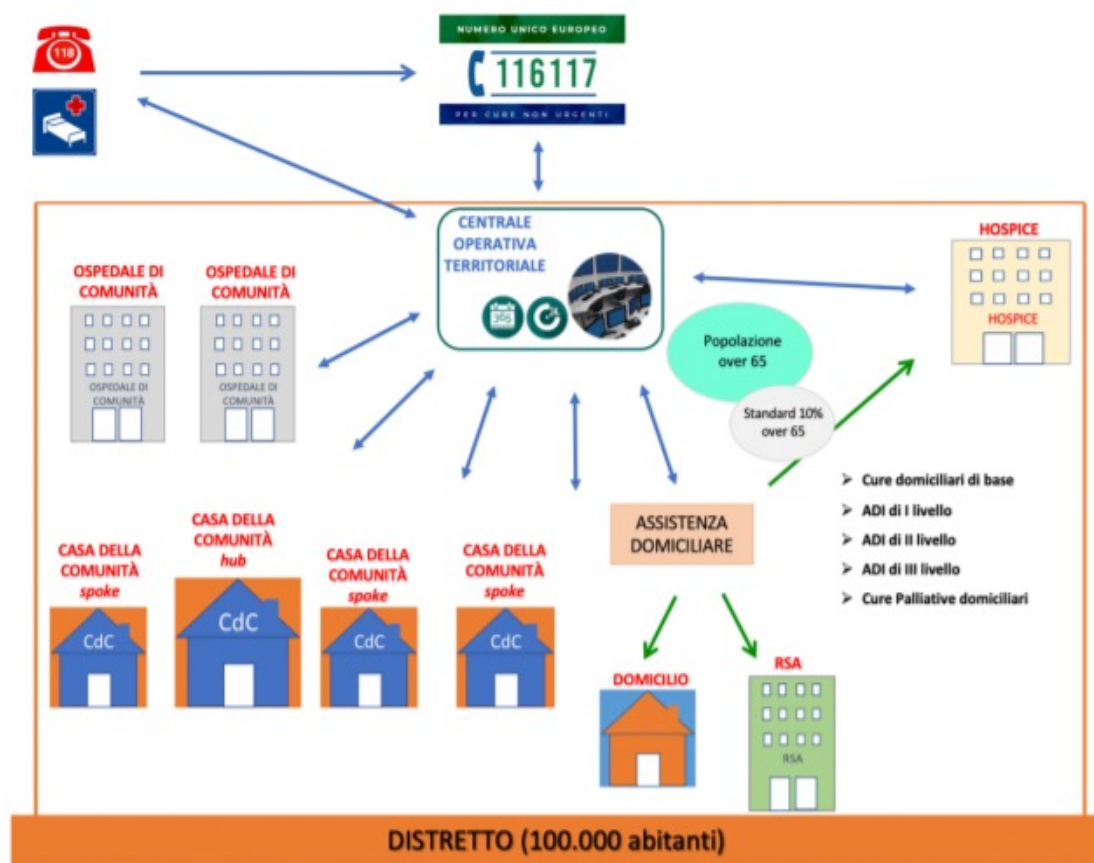 118
NUMERO UNICO EUROPEO
116117
PER CURE NON URGENTI
CENTRALE
OPERATIVA
TERRITORIALE
365
HOSPICE
HOSPICE
OSPEDALE DI
COMUNITÀ
OSPEDALE DI
COMUNITÀ
OSPEDALE DI
COMUNITÀ
OSPEDALE DI
COMUNITÀ
Popolazione
over 65
Standard 10%
over 65
➢ Cure domiciliari di base
➢ ADI di I livello
➢ ADI di II livello
➢ ADI di III livello
➢ Cure Palliative domiciliari
ASSISTENZA
DOMICILIARE
CASA DELLA
COMUNITÀ
spoke
CdC
CASA DELLA
COMUNITÀ
hub
CdC
CASA DELLA
COMUNITÀ
spoke
CdC
CASA DELLA
COMUNITÀ
spoke
CdC
DOMICILIO
RSA
RSA
DISTRETTO (100.000 abitanti)